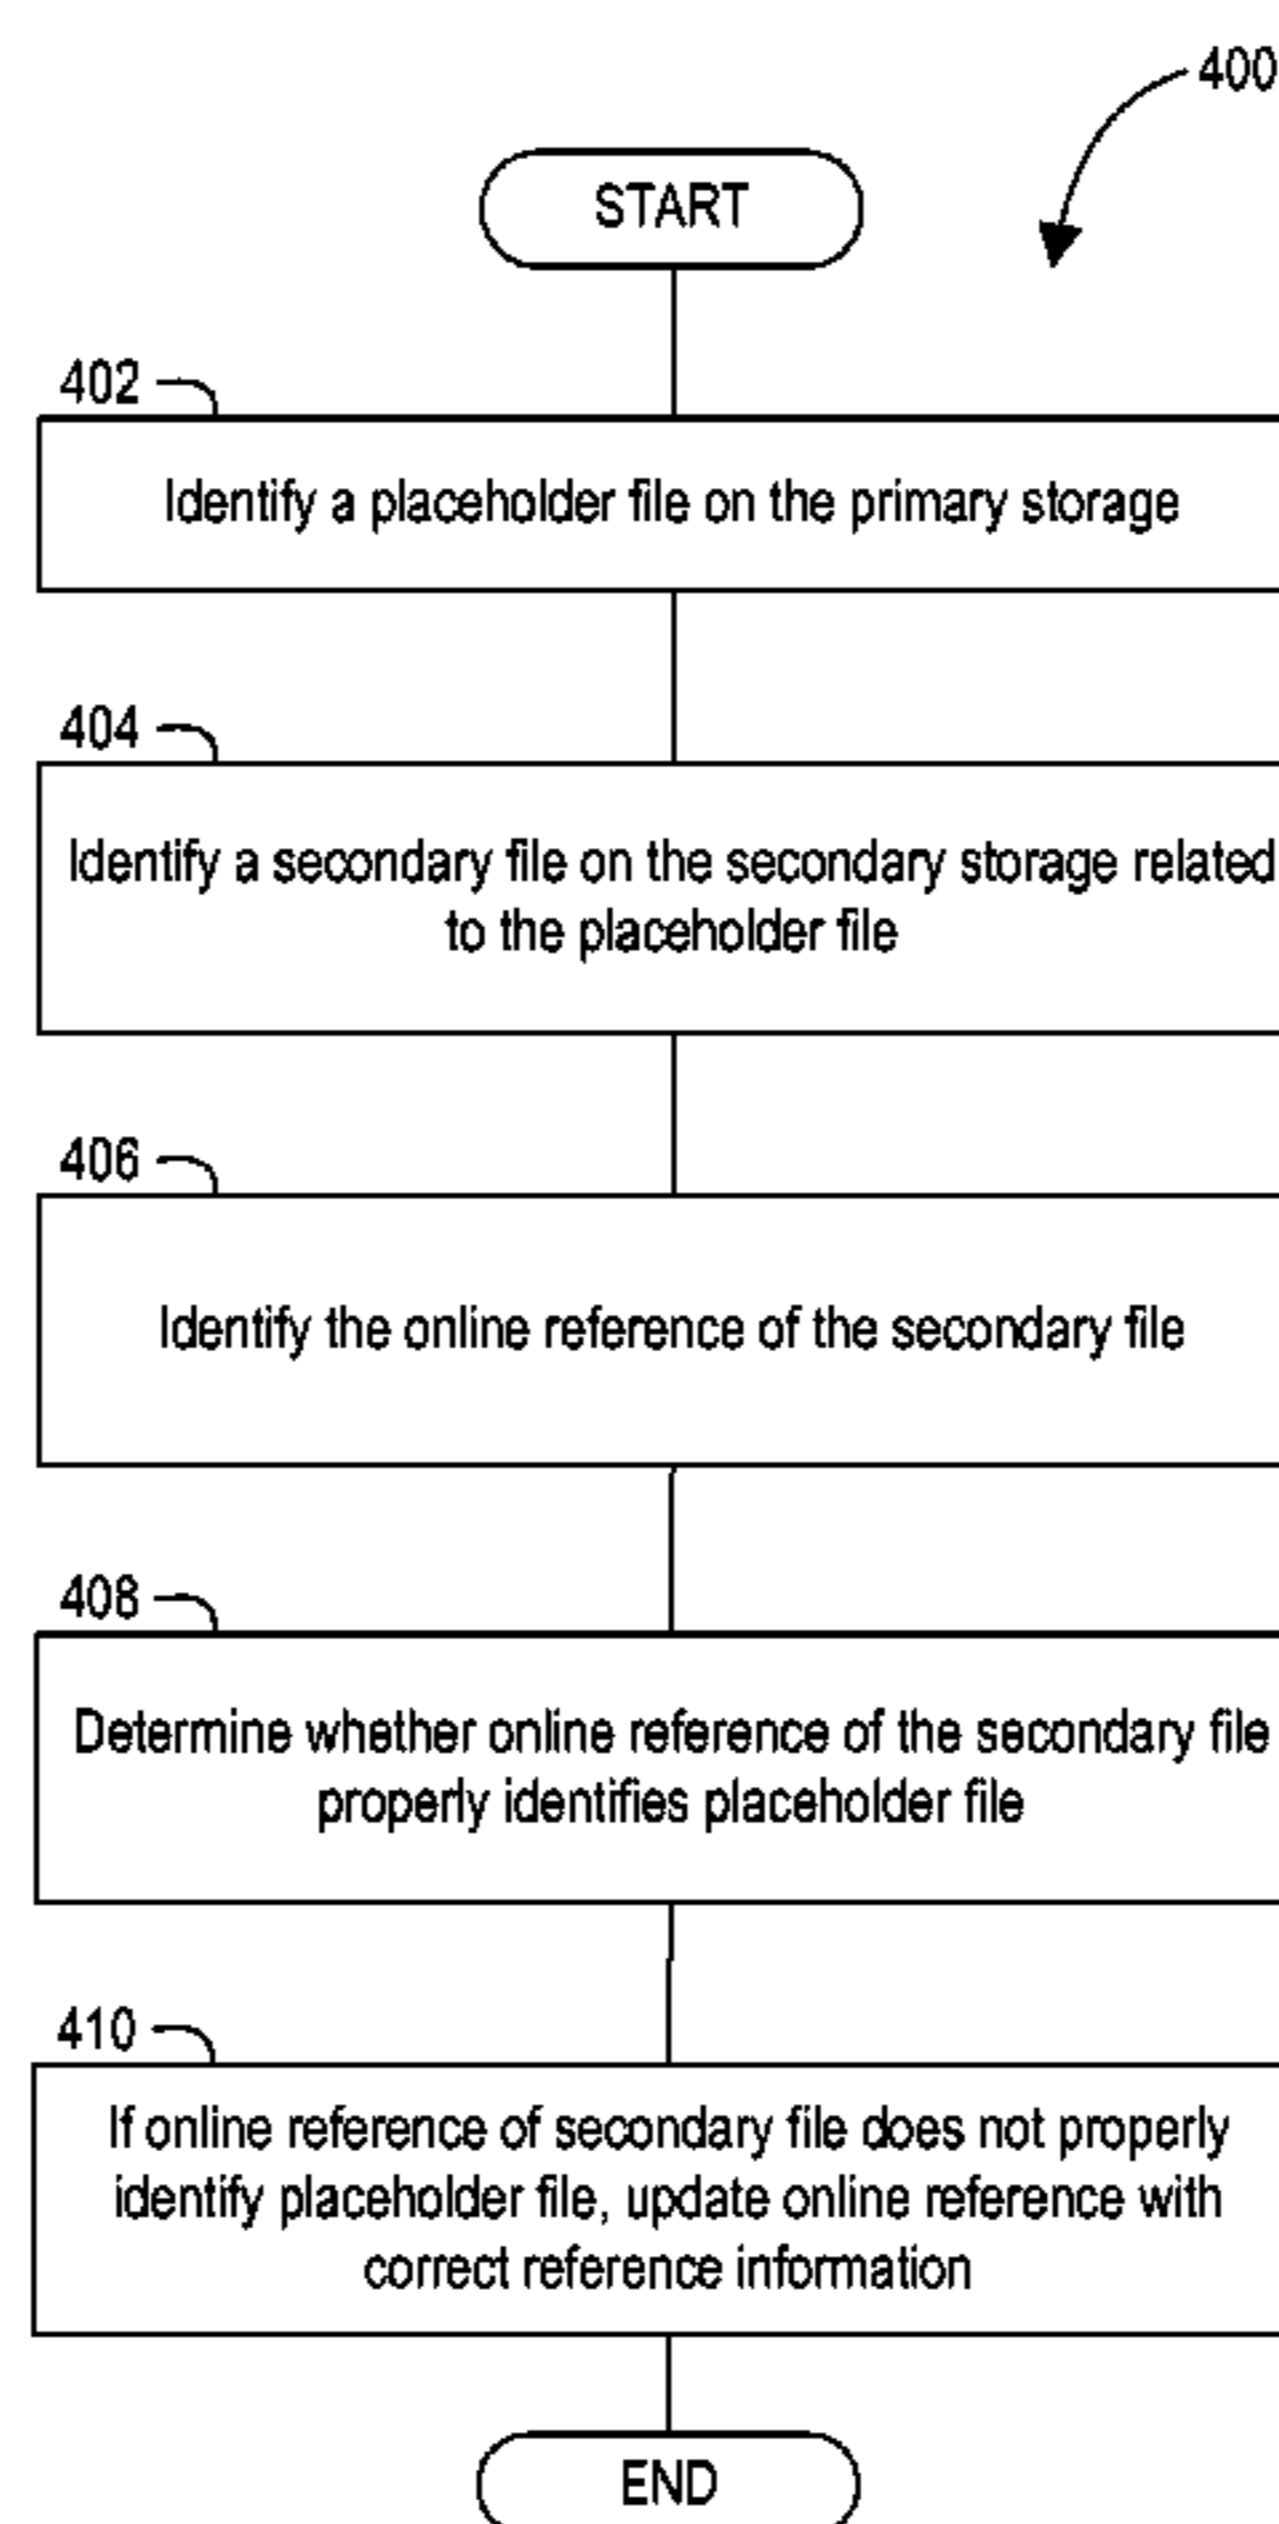 400
START
402
Identify a placeholder file on the primary storage
404
Identify a secondary file on the secondary storage related
to the placeholder file
406
Identify the online reference of the secondary file
408
Determine whether online reference of the secondary file
properly identifies placeholder file
410
If online reference of secondary file does not properly
identify placeholder file, update online reference with
correct reference information
END